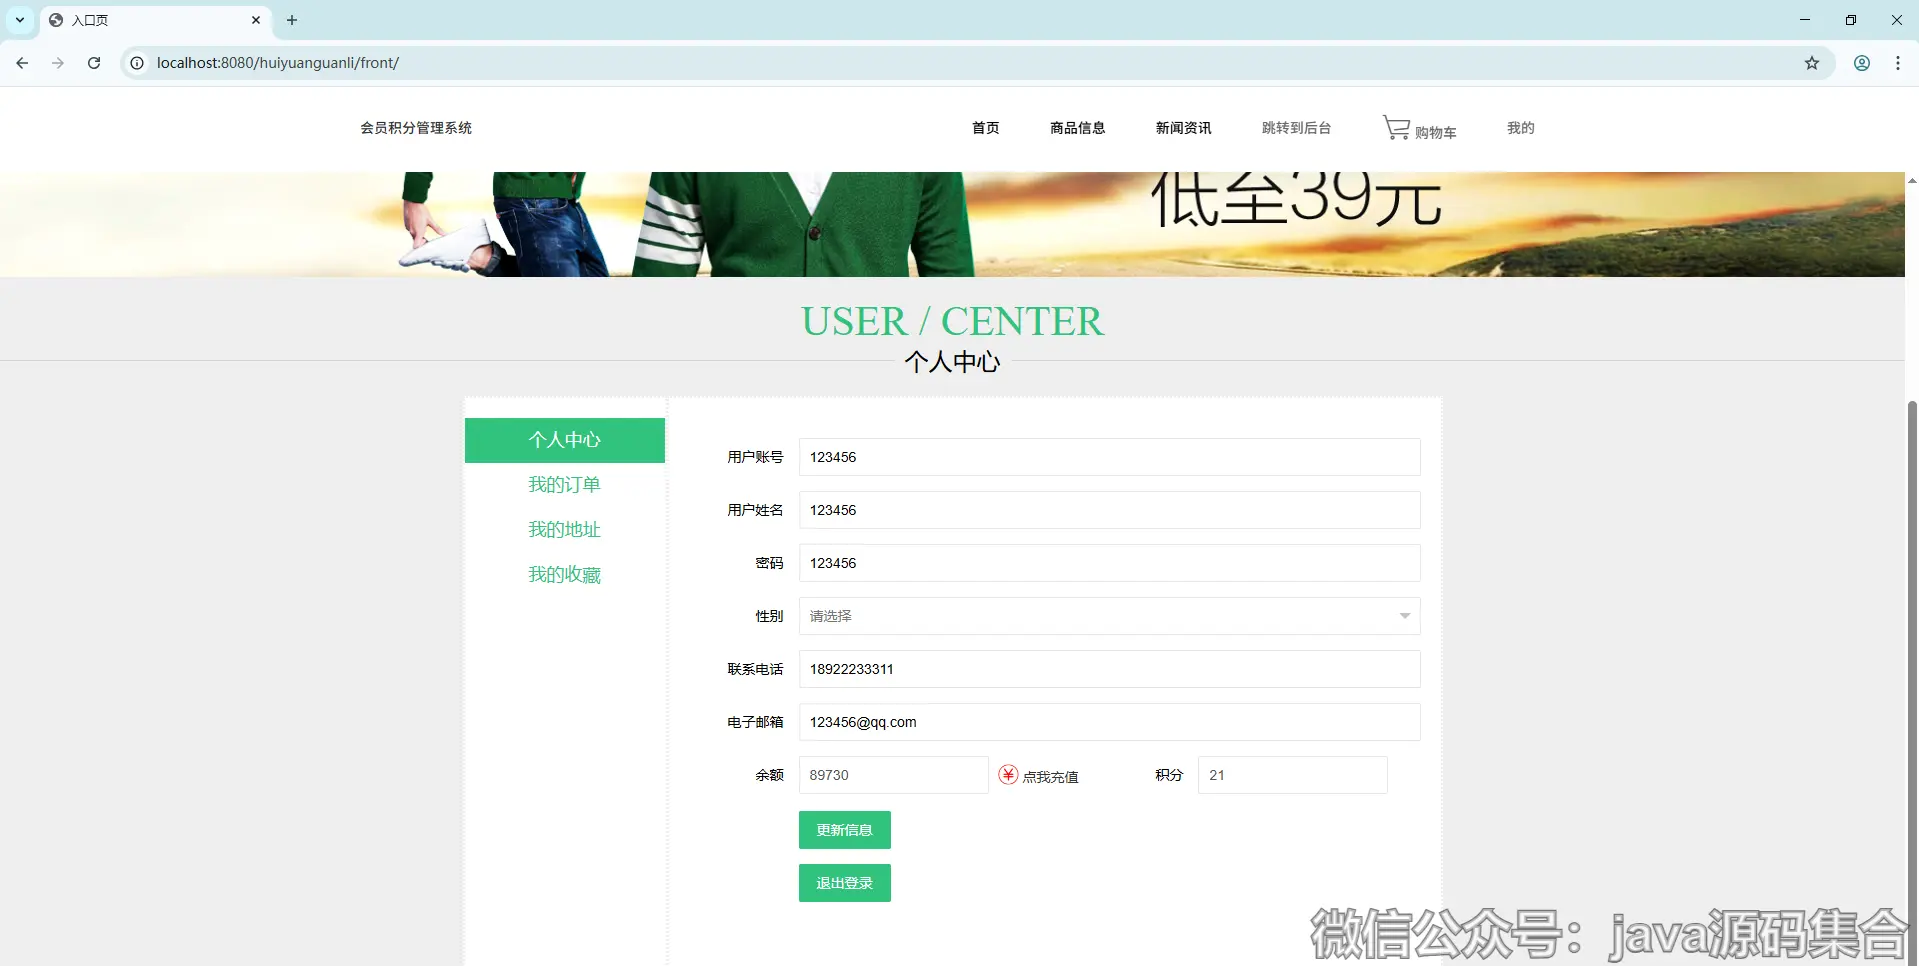 入口页
localhost:8080/huiyuanguanli/front/
会员积分管理系统
首页
商品信息
新闻资讯
跳转到后台
购物车
我的
低至39元
USER / CENTER
个人中心
个人中心
我的订单
我的地址
我的收藏
用户账号 123456
用户姓名 123456
密码 123456
性别 请选择
联系电话 18922233311
电子邮箱 123456@qq.com
余额 89730 点我充值 积分 21
更新信息
退出登录
微信公众号：java源码集合